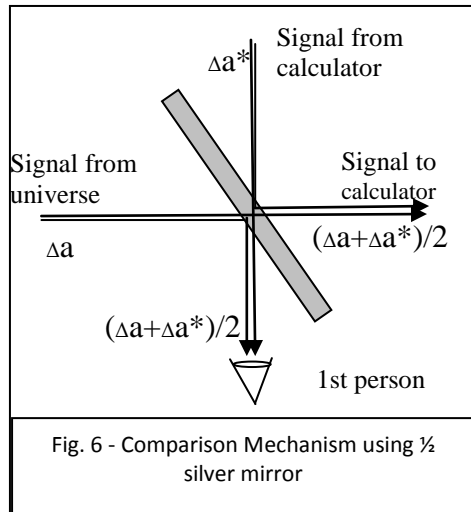 Signal from
calculator
Δa*
Signal from
universe
Signal to
calculator
Δa
(Δa+Δa*)/2
(Δa+Δa*)/2
1st person
Fig. 6 - Comparison Mechanism using ½
silver mirror